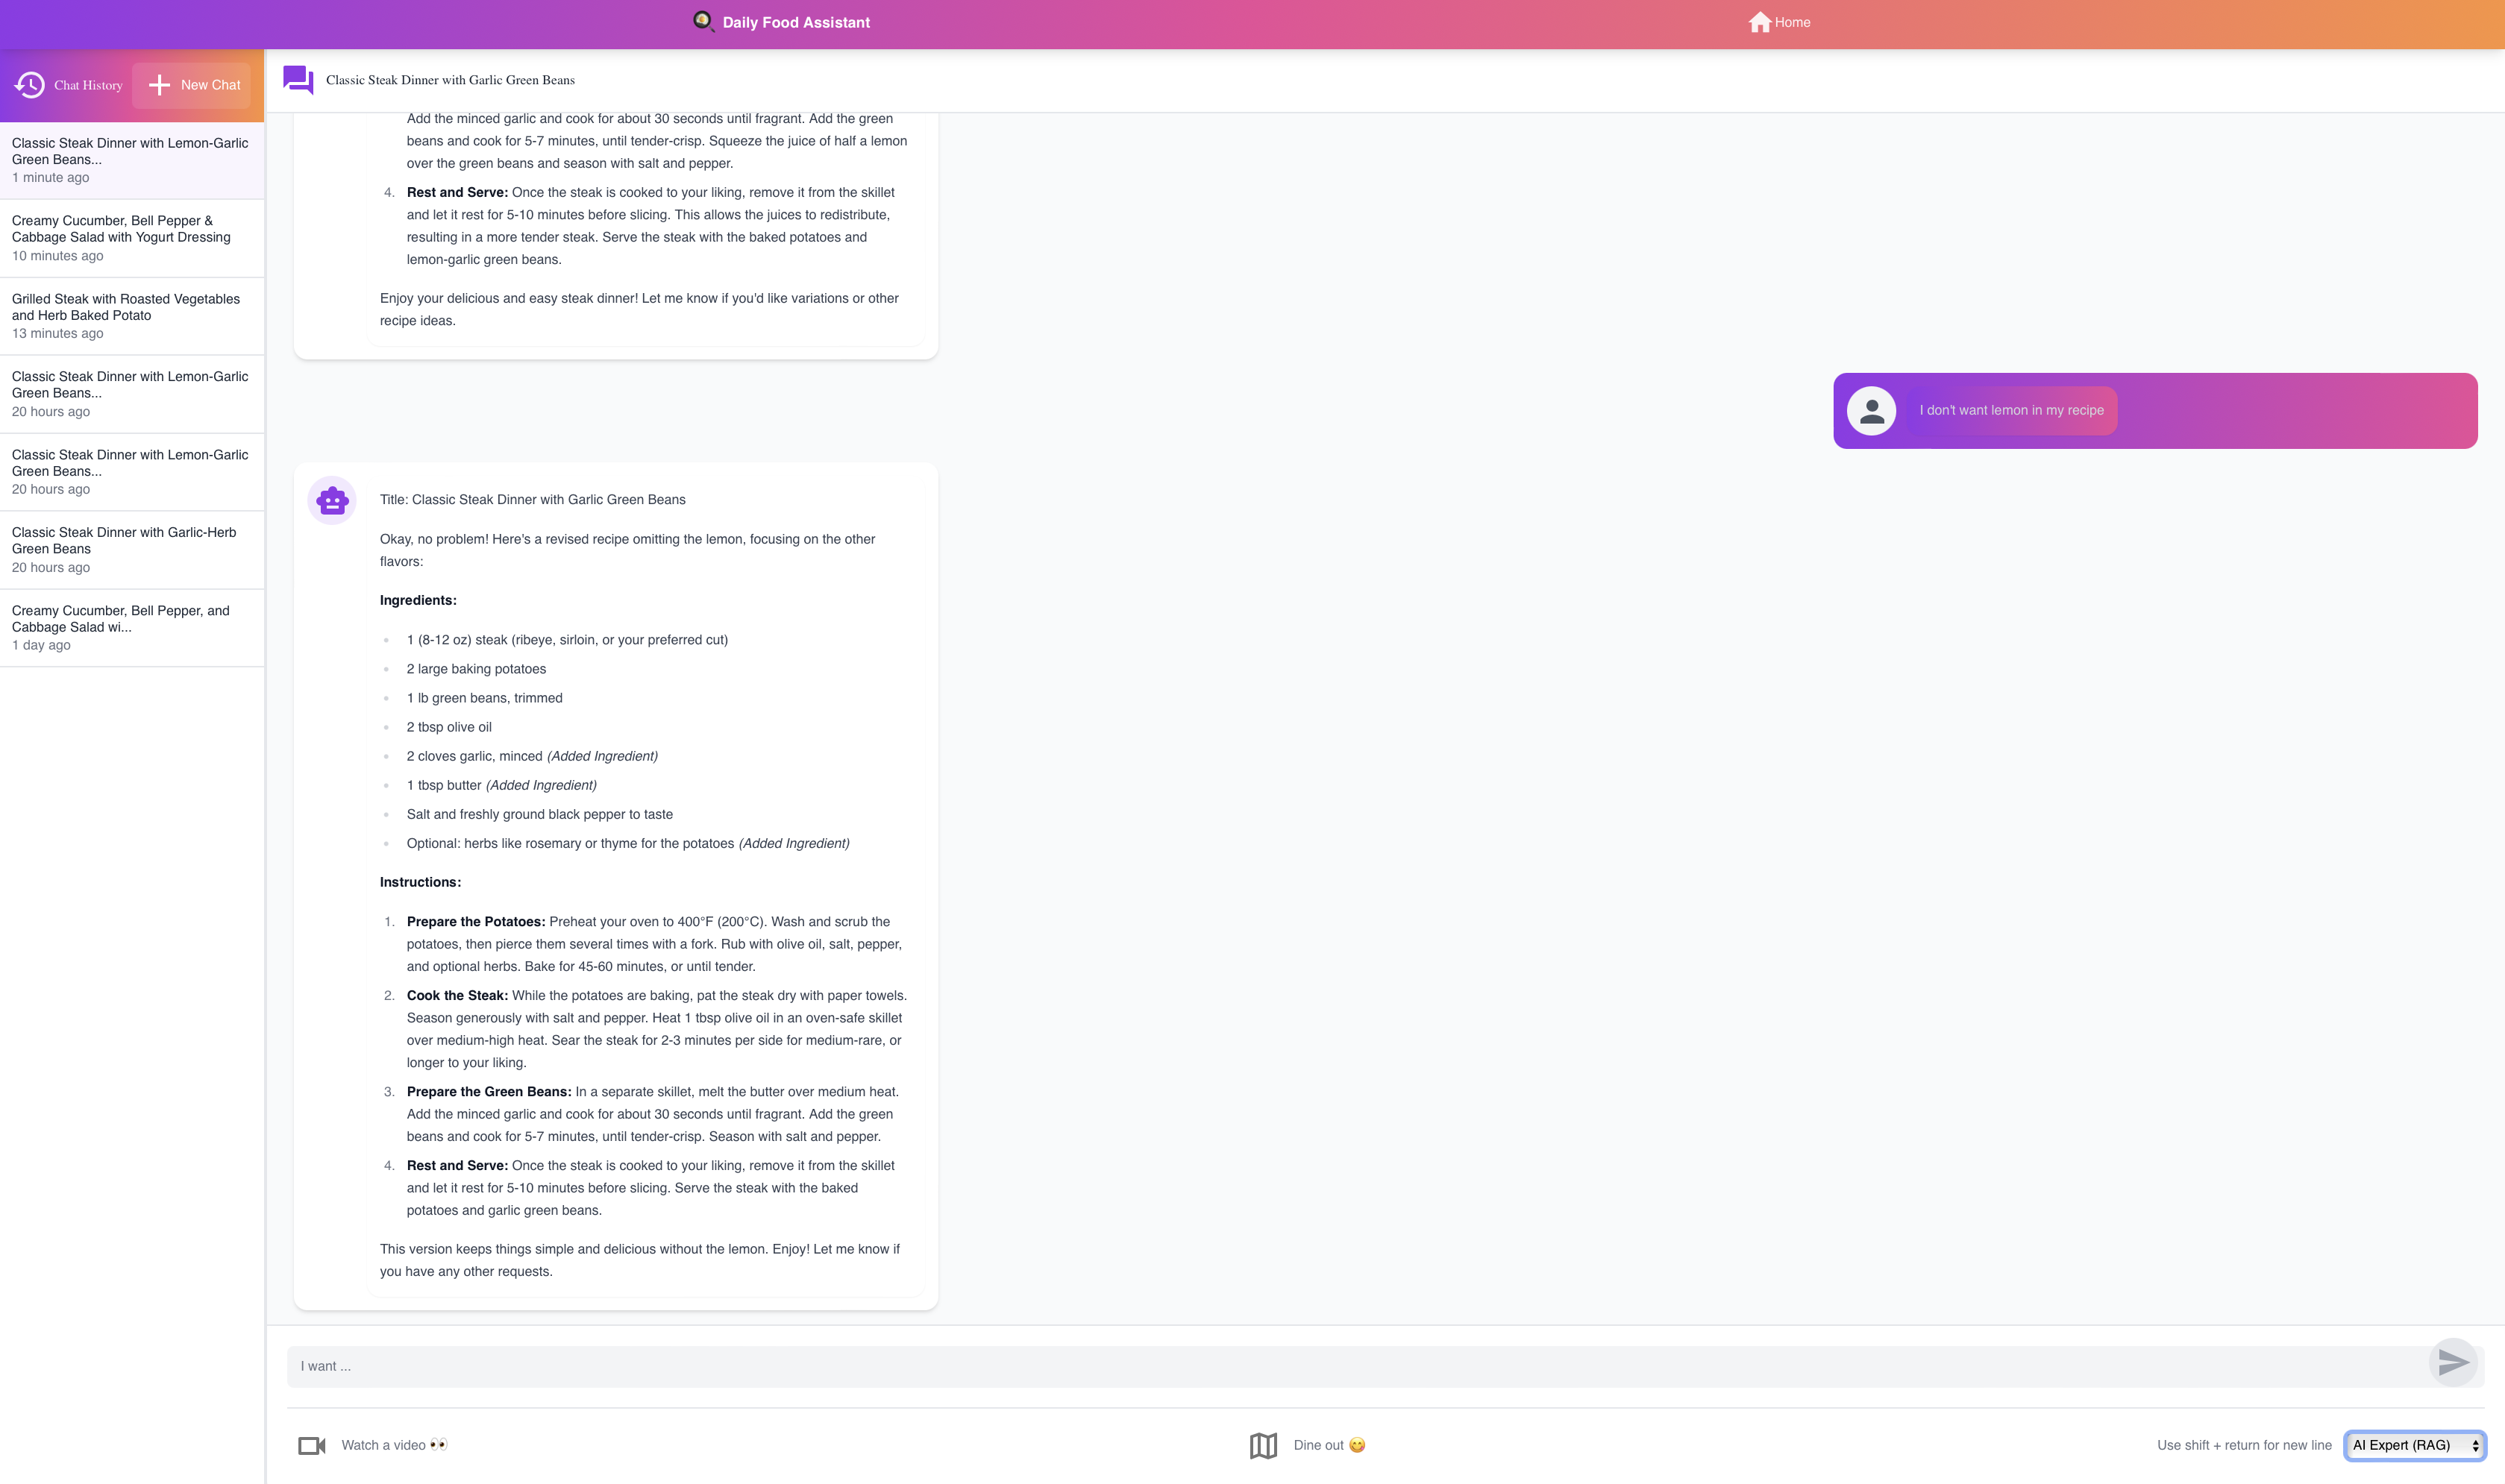 Daily Food Assistant
Home
Chat History
New Chat
Classic Steak Dinner with Lemon-Garlic
Green Beans...
1 minute ago
Creamy Cucumber, Bell Pepper &
Cabbage Salad with Yogurt Dressing
10 minutes ago
Grilled Steak with Roasted Vegetables
and Herb Baked Potato
13 minutes ago
Classic Steak Dinner with Lemon-Garlic
Green Beans...
20 hours ago
Classic Steak Dinner with Lemon-Garlic
Green Beans...
20 hours ago
Classic Steak Dinner with Garlic-Herb
Green Beans
20 hours ago
Creamy Cucumber, Bell Pepper, and
Cabbage Salad wi...
1 day ago
Classic Steak Dinner with Garlic Green Beans
Add the minced garlic and cook for about 30 seconds until fragrant. Add the green
beans and cook for 5-7 minutes, until tender-crisp. Squeeze the juice of half a lemon
over the green beans and season with salt and pepper.
4. Rest and Serve: Once the steak is cooked to your liking, remove it from the skillet
and let it rest for 5-10 minutes before slicing. This allows the juices to redistribute,
resulting in a more tender steak. Serve the steak with the baked potatoes and
lemon-garlic green beans.
Enjoy your delicious and easy steak dinner! Let me know if you'd like variations or other
recipe ideas.
I don't want lemon in my recipe
Title: Classic Steak Dinner with Garlic Green Beans
Okay, no problem! Here's a revised recipe omitting the lemon, focusing on the other
flavors:
Ingredients:
1 (8-12 oz) steak (ribeye, sirloin, or your preferred cut)
2 large baking potatoes
1 lb green beans, trimmed
2 tbsp olive oil
2 cloves garlic, minced (Added Ingredient)
1 tbsp butter (Added Ingredient)
Salt and freshly ground black pepper to taste
Optional: herbs like rosemary or thyme for the potatoes (Added Ingredient)
Instructions:
1. Prepare the Potatoes: Preheat your oven to 400°F (200°C). Wash and scrub the
potatoes, then pierce them several times with a fork. Rub with olive oil, salt, pepper,
and optional herbs. Bake for 45-60 minutes, or until tender.
2. Cook the Steak: While the potatoes are baking, pat the steak dry with paper towels.
Season generously with salt and pepper. Heat 1 tbsp olive oil in an oven-safe skillet
over medium-high heat. Sear the steak for 2-3 minutes per side for medium-rare, or
longer to your liking.
3. Prepare the Green Beans: In a separate skillet, melt the butter over medium heat.
Add the minced garlic and cook for about 30 seconds until fragrant. Add the green
beans and cook for 5-7 minutes, until tender-crisp. Season with salt and pepper.
4. Rest and Serve: Once the steak is cooked to your liking, remove it from the skillet
and let it rest for 5-10 minutes before slicing. Serve the steak with the baked
potatoes and garlic green beans.
This version keeps things simple and delicious without the lemon. Enjoy! Let me know if
you have any other requests.
I want ...
Watch a video 👀
Dine out 😋
Use shift + return for new line
AI Expert (RAG)